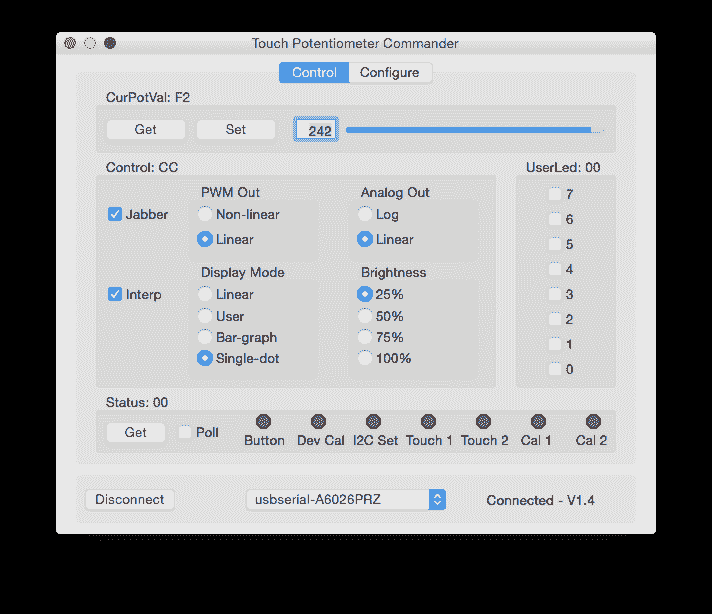 Touch Potentiometer Commander
Control Configure
CurPotVal: F2
Get Set 242
Control: CC UserLed: 00
PWM Out Analog Out
Jabber Non-linear Log
Linear Linear
Display Mode Brightness
Interp Linear 25%
User 50%
Bar-graph 75%
Single-dot 100%
7
6
5
4
3
2
1
0
Status: 00
Get Poll
Button Dev Cal I2C Set Touch 1 Touch 2 Cal 1 Cal 2
Disconnect usbserial-A6026PRZ Connected - V1.4